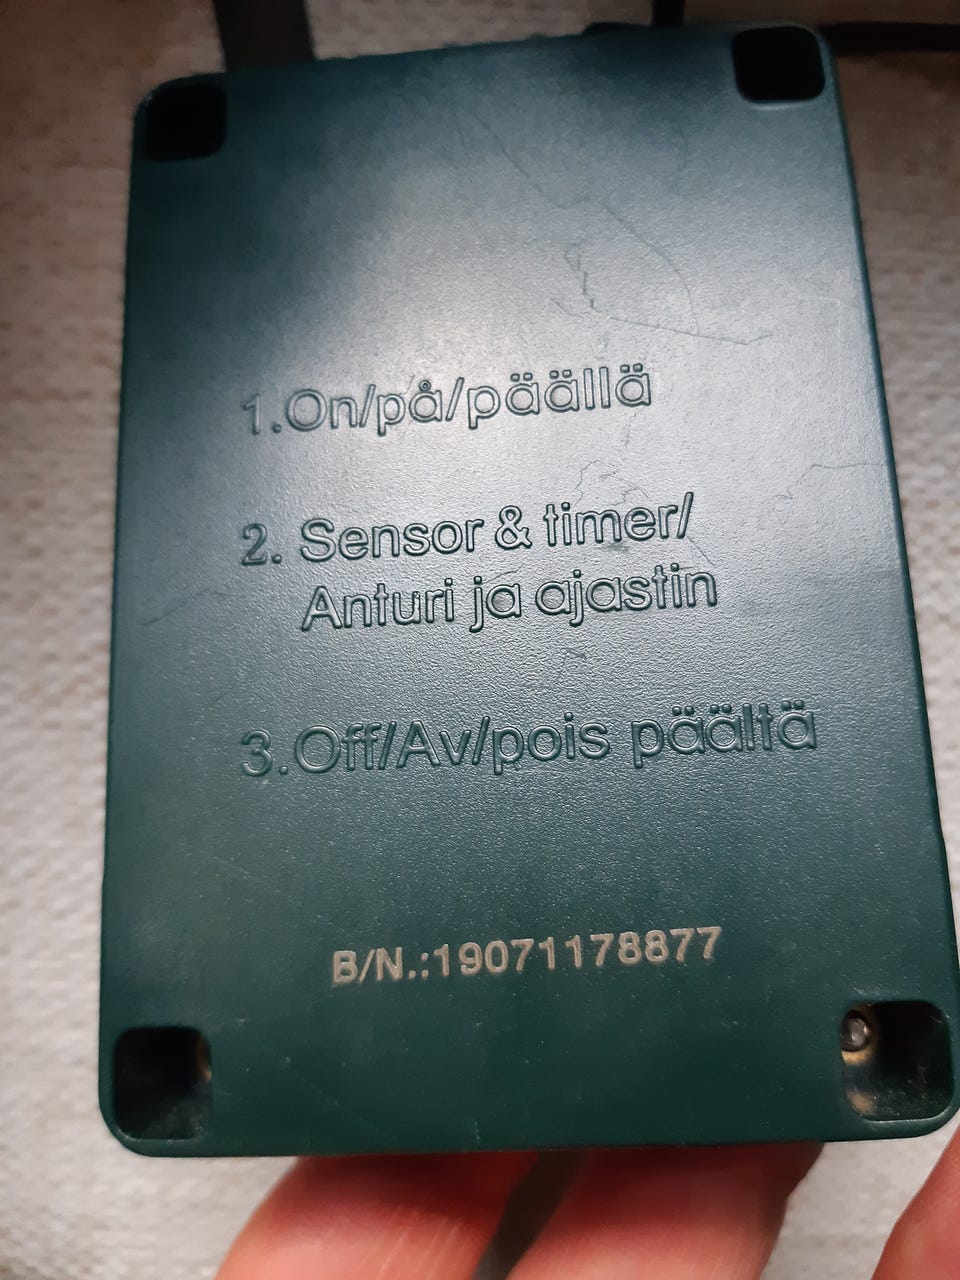 1.On/på/päällä
2. Sensor & timer/
Anturi ja ajastin
3.Off/Av/pois päältä
B/N.:19071178877